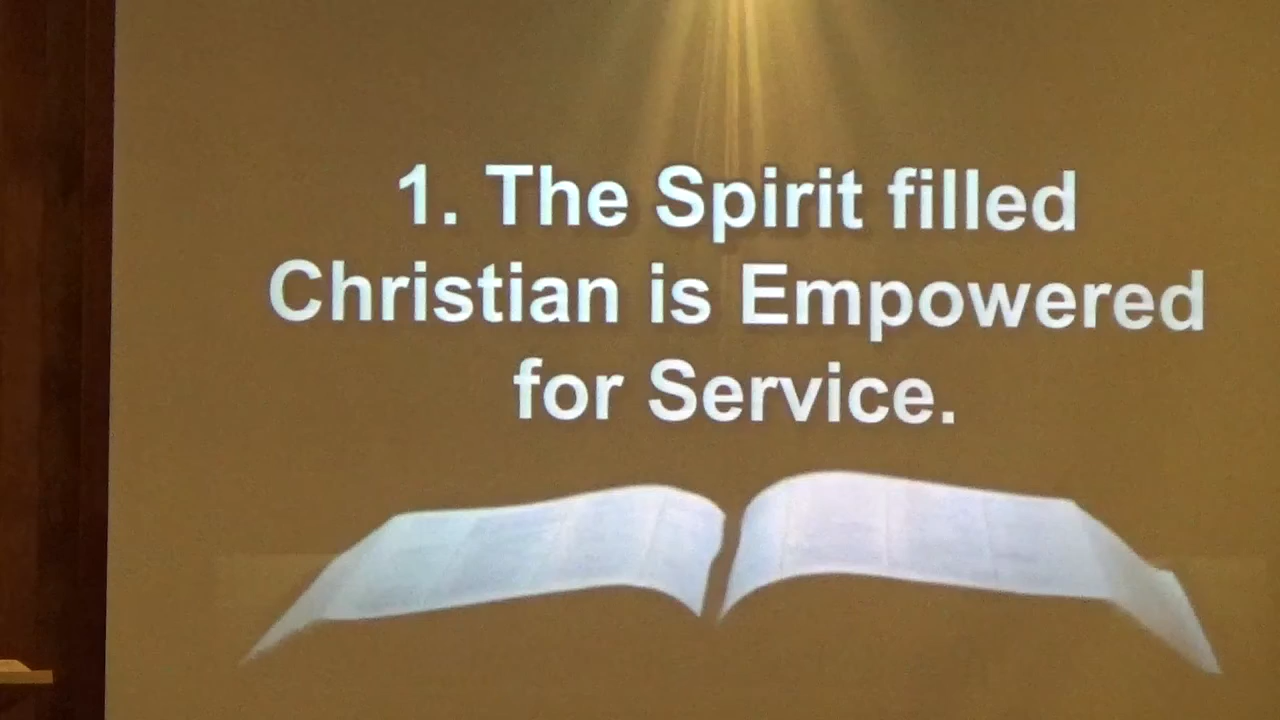 1. The Spirit filled
Christian is Empowered
for Service.